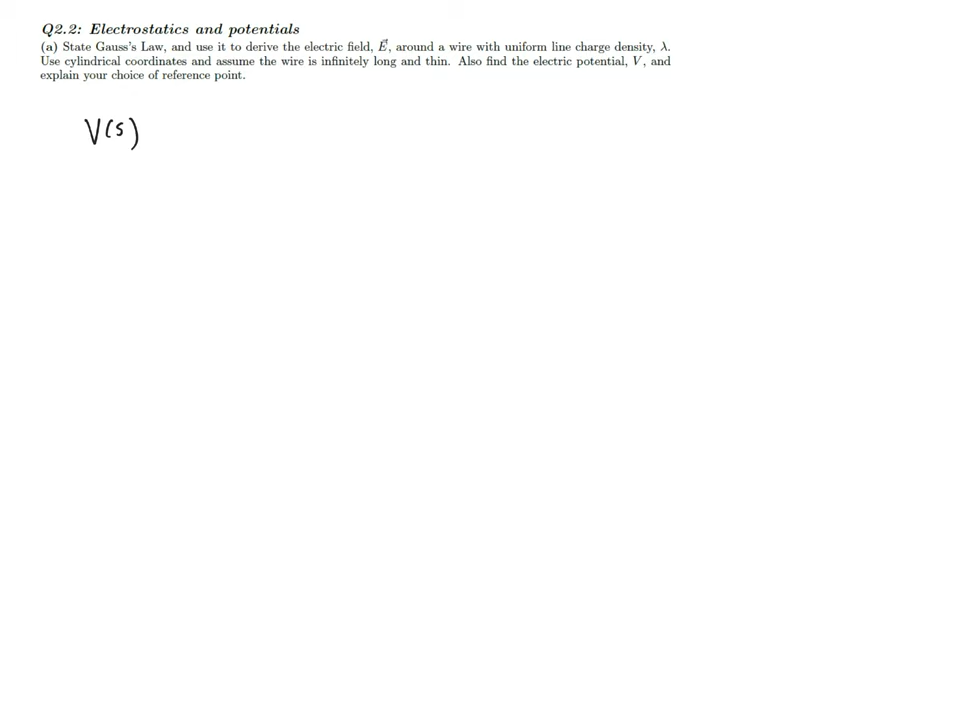 Q2.2: Electrostatics and potentials
(a) State Gauss's Law, and use it to derive the electric field, E⃗, around a wire with uniform line charge density, λ.
Use cylindrical coordinates and assume the wire is infinitely long and thin. Also find the electric potential, V, and
explain your choice of reference point.
V(s)